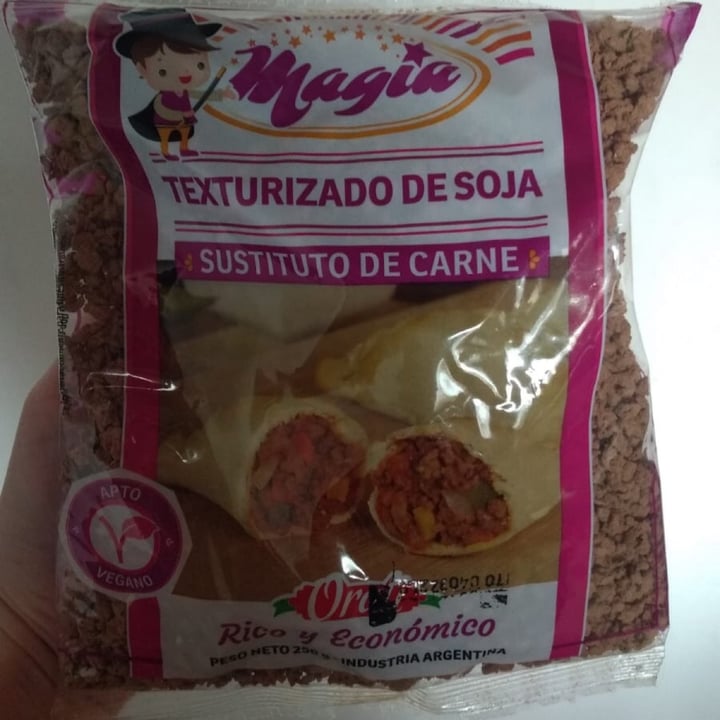 Magia
TEXTURIZADO DE SOJA
SUSTITUTO DE CARNE
APTO
VEGANO
Rico y Económico
PESO NETO 250 g - INDUSTRIA ARGENTINA